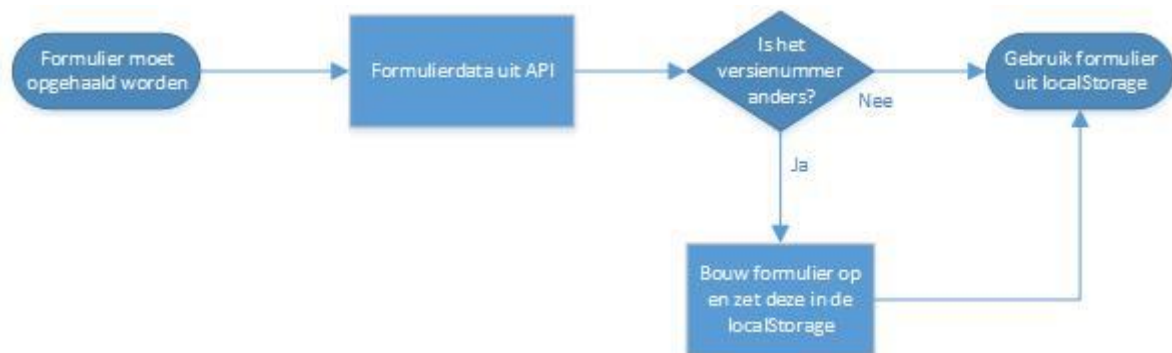 Formulier moet
opgehaald worden
Formulierdata uit API
Is het
versienummer
anders?
Nee
Gebruik formulier
uit localStorage
Ja
Bouw formulier op
en zet deze in de
localStorage